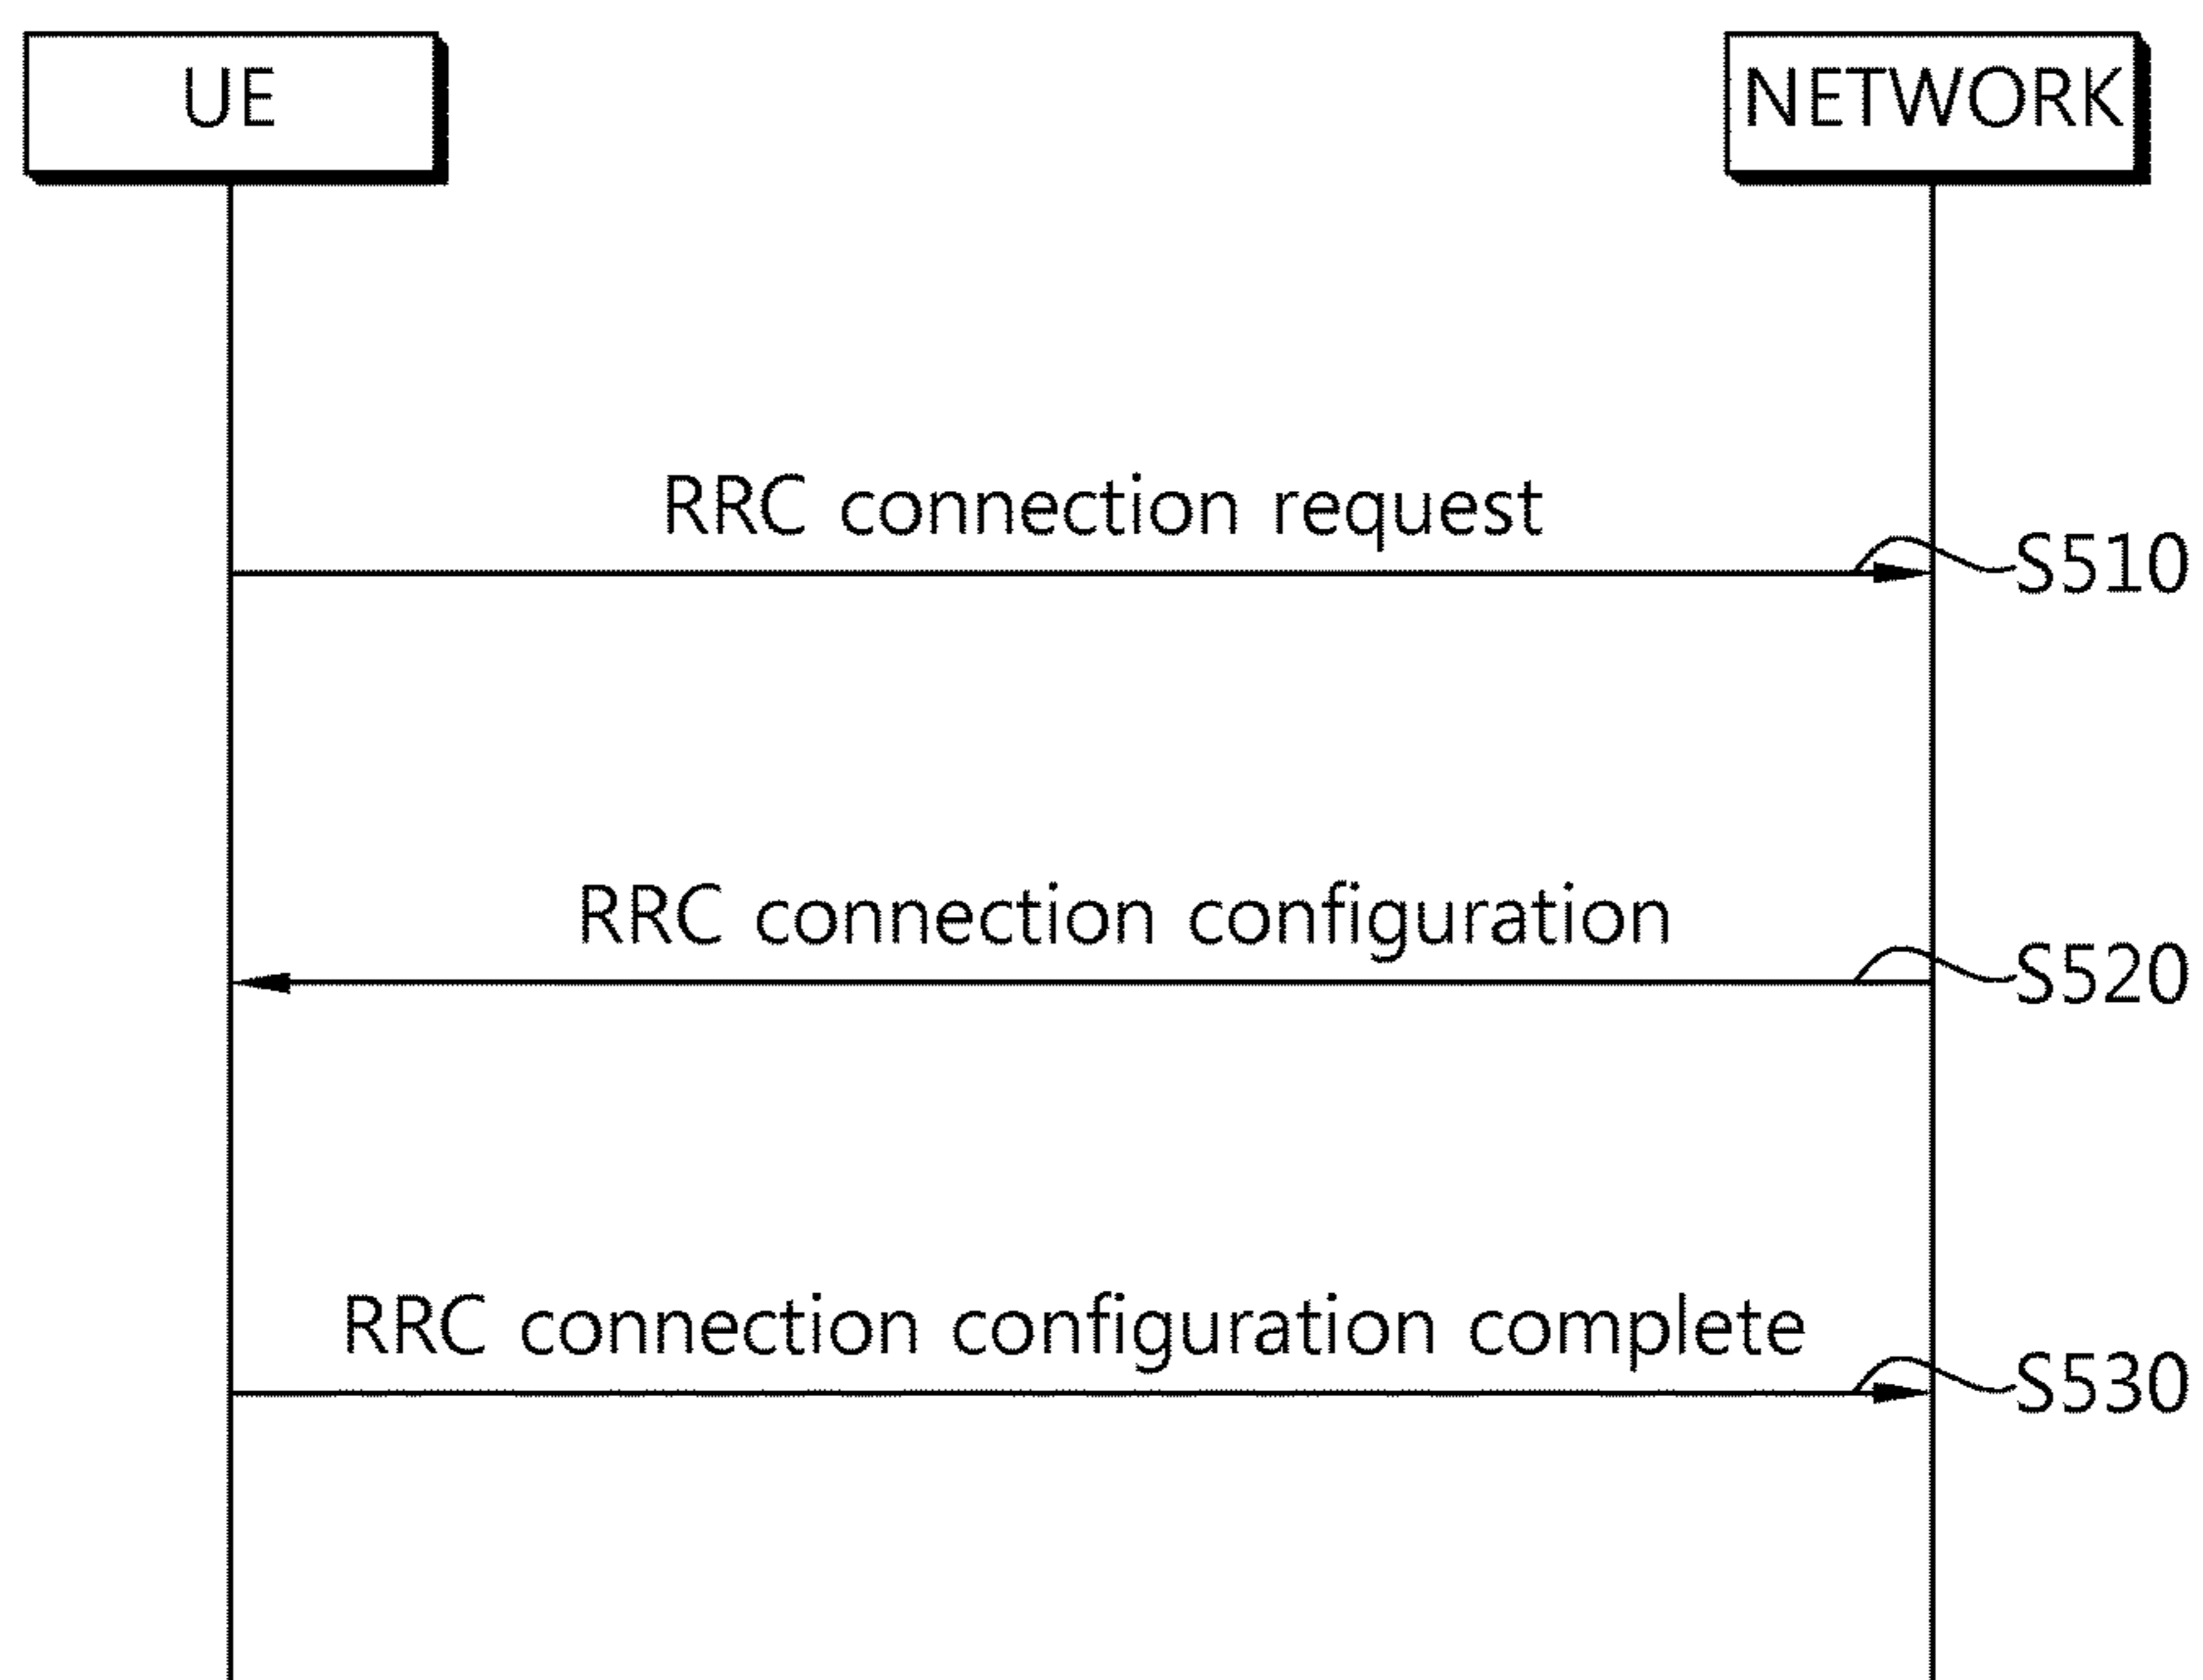 UE
NETWORK
RRC connection request
S510
RRC connection configuration
S520
RRC connection configuration complete
S530